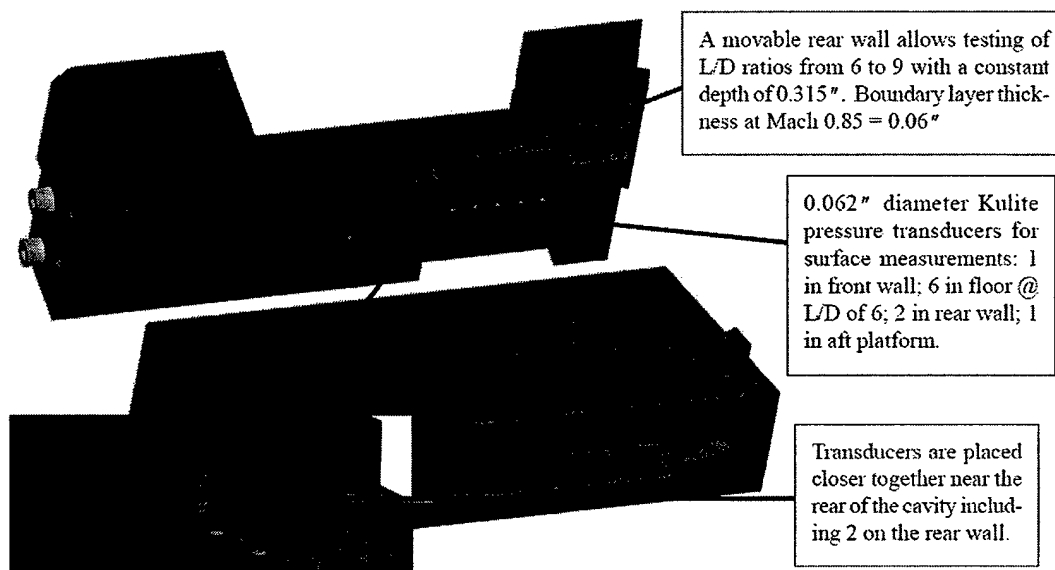 A movable rear wall allows testing of
L/D ratios from 6 to 9 with a constant
depth of 0.315″. Boundary layer thick-
ness at Mach 0.85 = 0.06″
0.062″ diameter Kulite
pressure transducers for
surface measurements: 1
in front wall; 6 in floor @
L/D of 6; 2 in rear wall; 1
in aft platform.
Transducers are placed
closer together near the
rear of the cavity includ-
ing 2 on the rear wall.